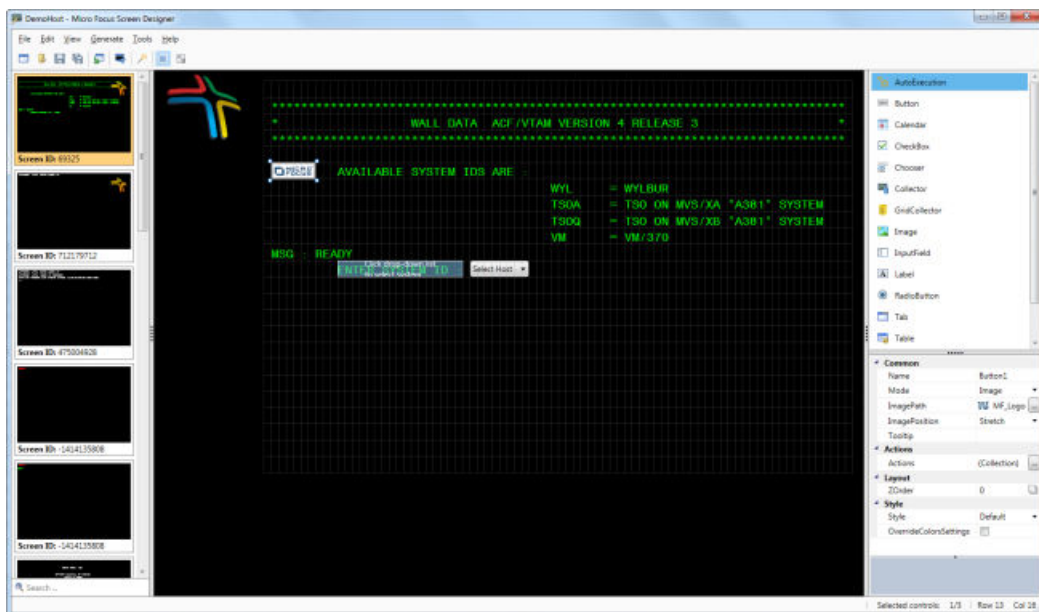 DemoHost - Micro Focus Screen Designer
File Edit View Generate Tools Help
Screen ID: 69325
Screen ID: 712179712
Screen ID: 475004928
Screen ID: -1414135808
Screen ID: -1414135808
Search...
* WALL DATA ACF/VTAM VERSION 4 RELEASE 3 *
AVAILABLE SYSTEM IDS ARE :
WYL = WYLBUR
TSOA = TSO ON MVS/XA "A381" SYSTEM
TSOQ = TSO ON MVS/XB "A381" SYSTEM
VM = VM/370
MSG : READY
ENTER SYSTEM ID
Select Host
AutoExecution
Button
Calendar
CheckBox
Chooser
Collector
GridCollector
Image
InputField
Label
RadioButton
Tab
Table
Common
Name Button1
Mode Image
ImagePath MF_Logo ...
ImagePosition Stretch
Tooltip
Actions
Actions (Collection) ...
Layout
ZOrder 0
Style
Style Default
OverrideColorsSettings
Selected controls: 1/3 Row 13 Col 16